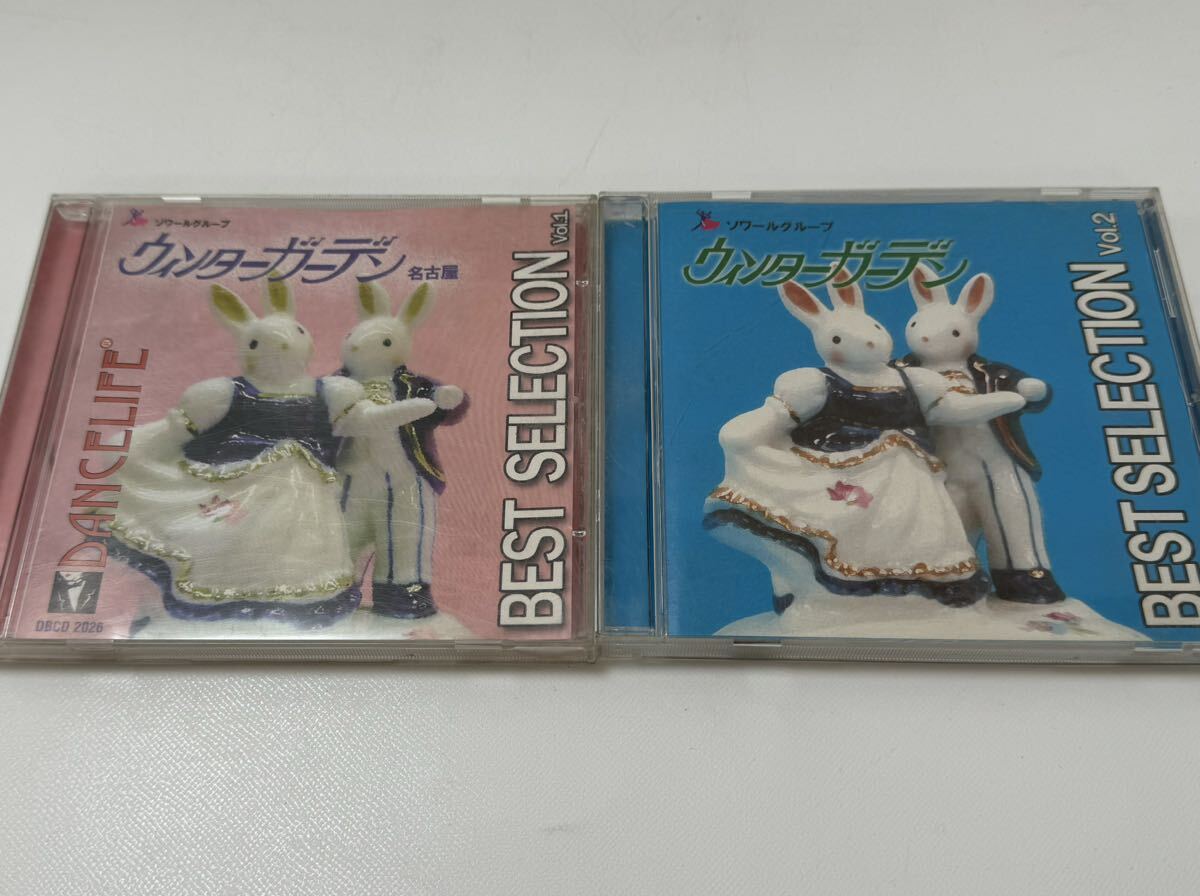 ソワールグループ
ウィンターガーデン 名古屋
DANCELIFE®
DBCD 2026
BEST SELECTION Vol.1
ソワールグループ
ウィンターガーデン
BEST SELECTION Vol.2